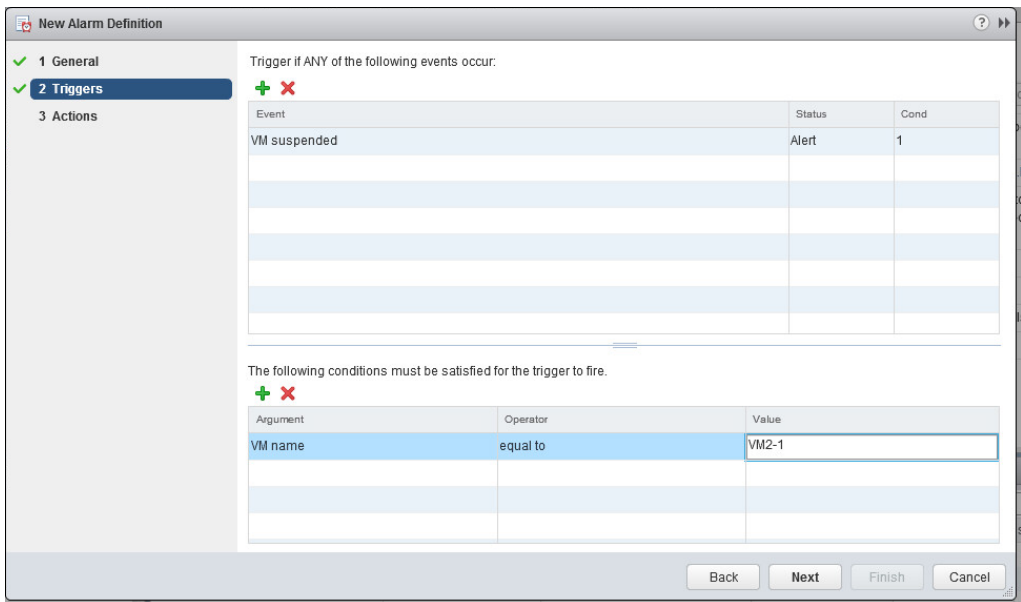 New Alarm Definition
?
1 General
2 Triggers
3 Actions
Trigger if ANY of the following events occur:
Event Status Cond
VM suspended Alert 1
The following conditions must be satisfied for the trigger to fire.
Argument Operator Value
VM name equal to VM2-1
Back Next Finish Cancel